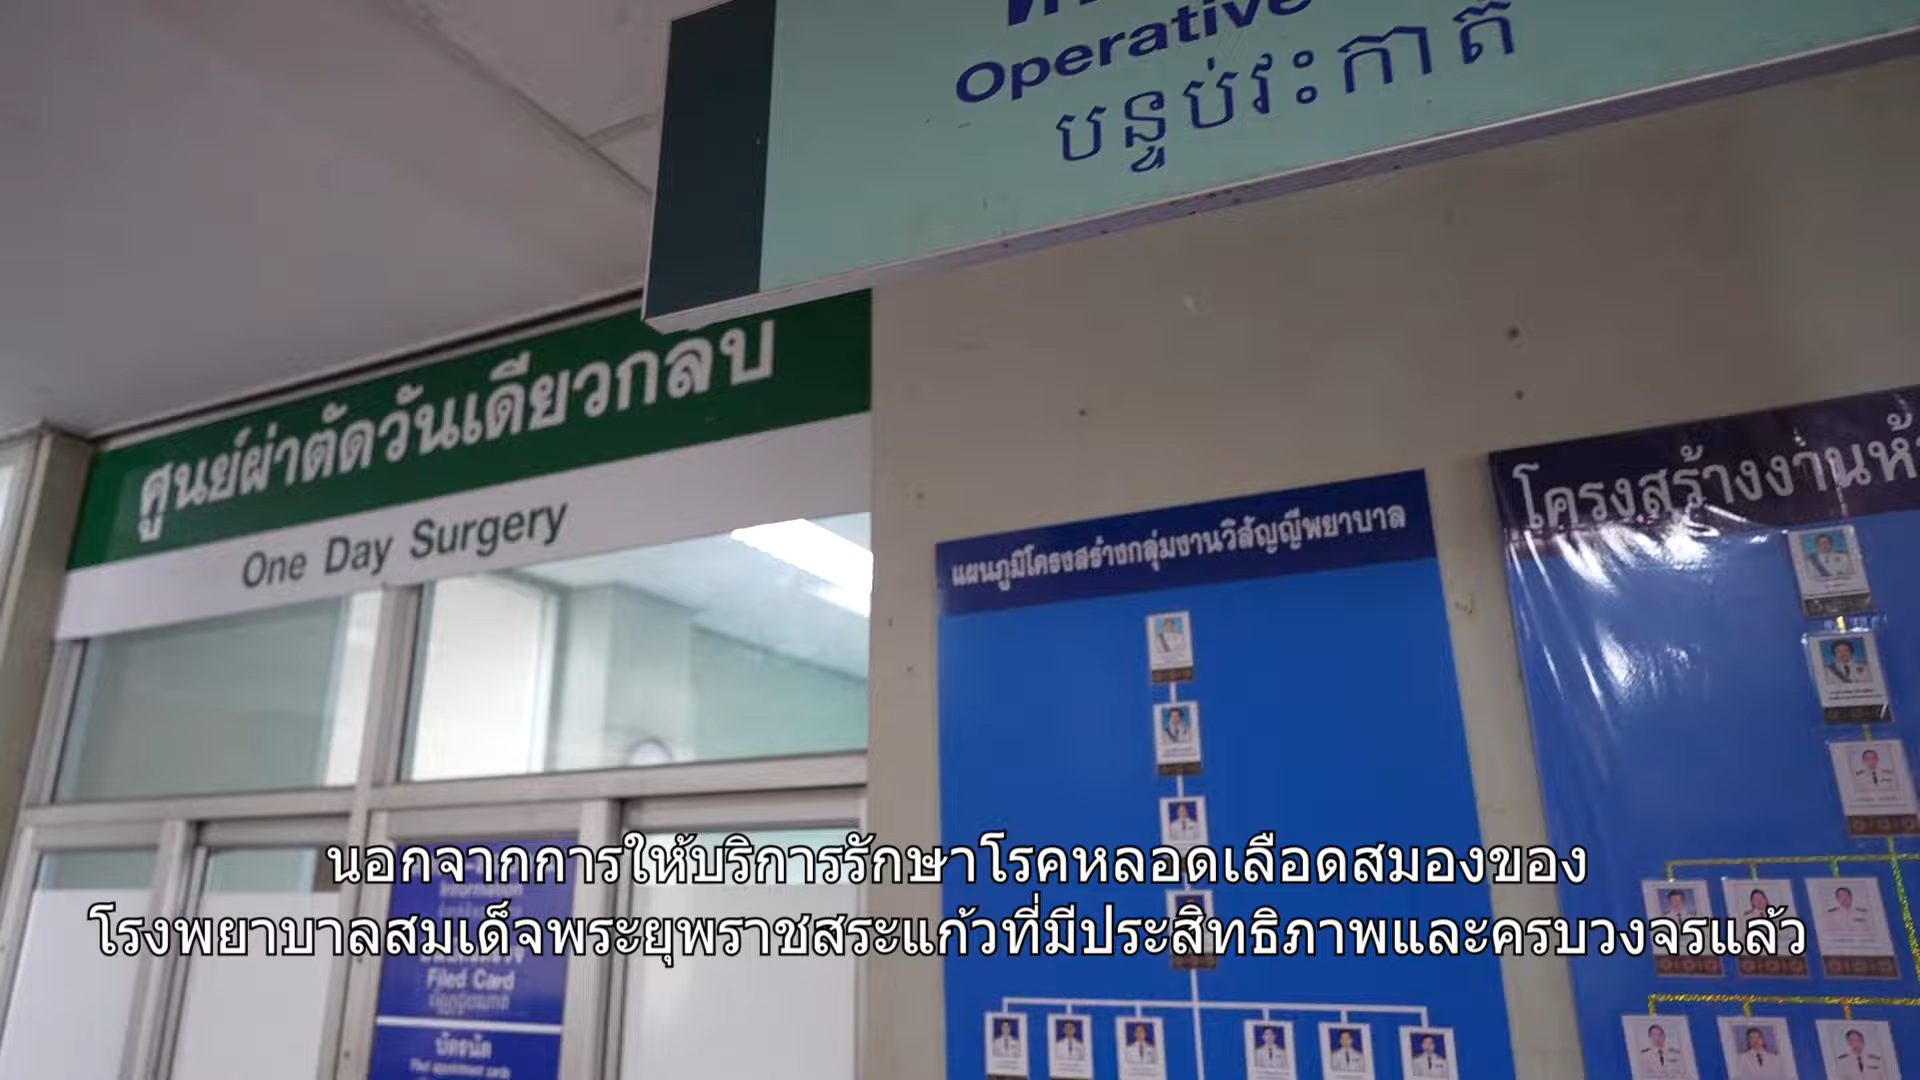 Operative
បន្ទប់វះកាត់
ศูนย์ผ่าตัดวันเดียวกลับ
One Day Surgery
แผนภูมิโครงสร้างกลุ่มงานวิสัญญีพยาบาล
โครงสร้างงานห้
Information
นอกจากการให้บริการรักษาโรคหลอดเลือดสมองของ
โรงพยาบาลสมเด็จพระยุพราชสระแก้วที่มีประสิทธิภาพและครบวงจรแล้ว
Filed Card
บัตรนัด